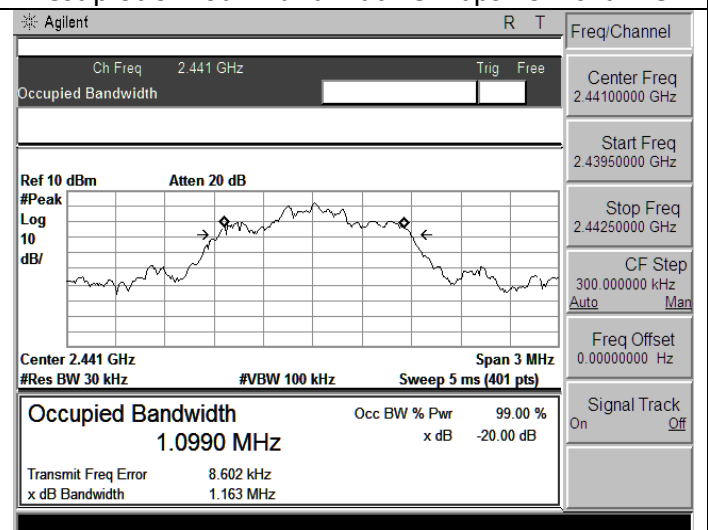 Agilent R T
Freq/Channel
Ch Freq 2.441 GHz Trig Free
Occupied Bandwidth
Center Freq
2.44100000 GHz
Start Freq
2.43950000 GHz
Stop Freq
2.44250000 GHz
CF Step
300.000000 kHz
Auto Man
Freq Offset
0.00000000 Hz
Signal Track
On Off
Ref 10 dBm Atten 20 dB
#Peak
Log
10
dB/
Center 2.441 GHz Span 3 MHz
#Res BW 30 kHz #VBW 100 kHz Sweep 5 ms (401 pts)
Occupied Bandwidth Occ BW % Pwr 99.00 %
1.0990 MHz x dB -20.00 dB
Transmit Freq Error 8.602 kHz
x dB Bandwidth 1.163 MHz